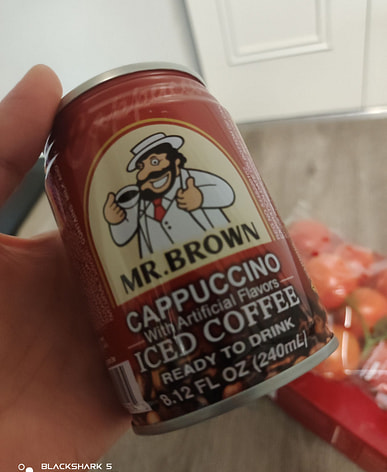 MR. BROWN
CAPPUCCINO
With Artificial Flavors
ICED COFFEE
READY TO DRINK
8.12 FL OZ (240mL)
BLACKSHARK 5